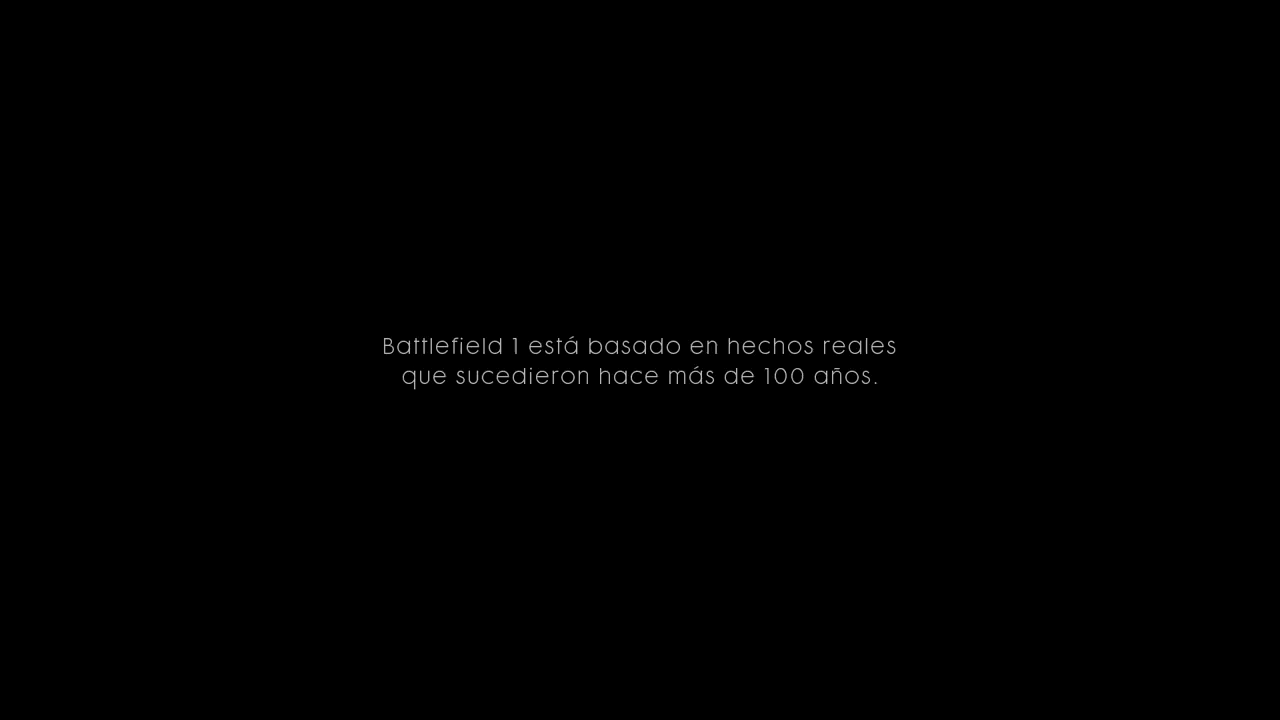 Battlefield 1 está basado en hechos reales
que sucedieron hace más de 100 años.